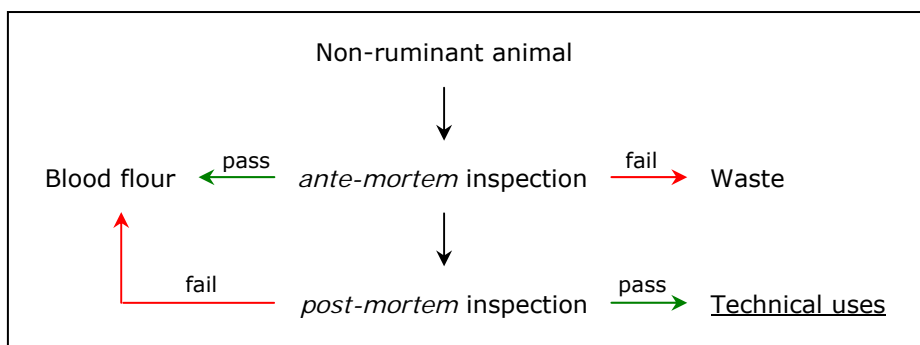 Non-ruminant animal
Blood flour pass ante-mortem inspection fail Waste
fail post-mortem inspection pass Technical uses